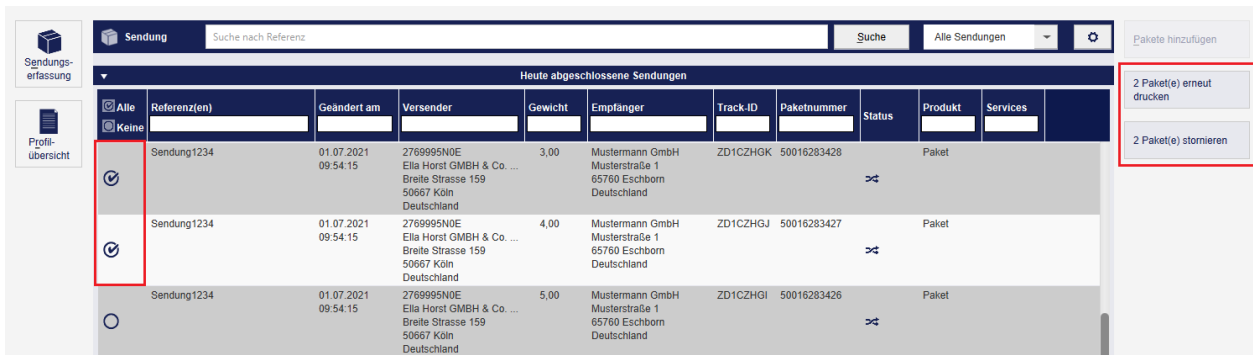 Sendungs-
erfassung
Profil-
übersicht
Sendung Suche nach Referenz Suche Alle Sendungen
Heute abgeschlossene Sendungen
Alle Referenz(en) Geändert am Versender Gewicht Empfänger Track-ID Paketnummer Status Produkt Services
Keine
Sendung1234 01.07.2021 2769995N0E 3,00 Mustermann GmbH ZD1CZHGK 50016283428 Paket
09:54:15 Ella Horst GMBH & Co. ... Musterstraße 1
Breite Strasse 159 65760 Eschborn
50667 Köln Deutschland
Deutschland
Sendung1234 01.07.2021 2769995N0E 4,00 Mustermann GmbH ZD1CZHGJ 50016283427 Paket
09:54:15 Ella Horst GMBH & Co. ... Musterstraße 1
Breite Strasse 159 65760 Eschborn
50667 Köln Deutschland
Deutschland
Sendung1234 01.07.2021 2769995N0E 5,00 Mustermann GmbH ZD1CZHGI 50016283426 Paket
09:54:15 Ella Horst GMBH & Co. ... Musterstraße 1
Breite Strasse 159 65760 Eschborn
50667 Köln Deutschland
Deutschland
Pakete hinzufügen
2 Paket(e) erneut
drucken
2 Paket(e) stornieren